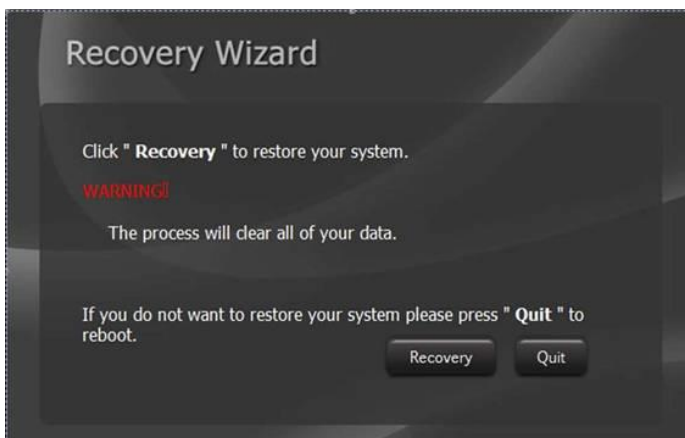 Recovery Wizard
Click " Recovery " to restore your system.
WARNING
The process will clear all of your data.
If you do not want to restore your system please press " Quit " to
reboot.
Recovery
Quit